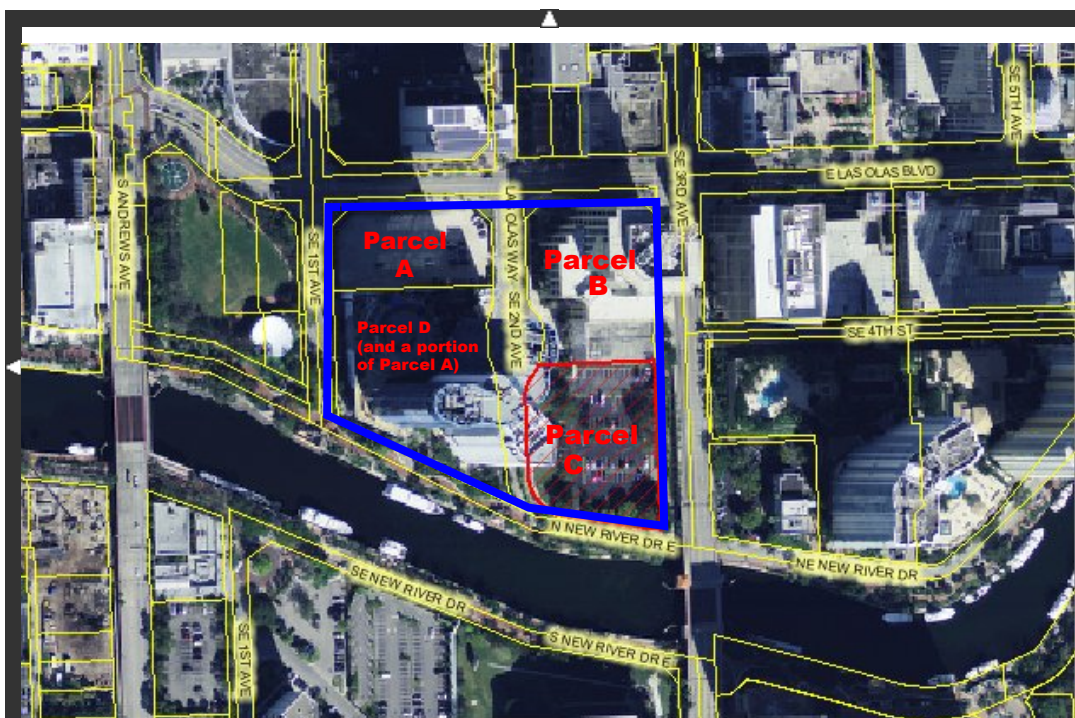 SE 5TH AVE
S ANDREWS AVE
E LAS OLAS BLVD
SE 3RD AVE
SE 1ST AVE
LAS OLAS WAY
SE 2ND AVE
Parcel
A
Parcel
B
Parcel D
(and a portion
of Parcel A)
SE 4TH ST
Parcel
C
N NEW RIVER DR E
NE NEW RIVER DR
SE NEW RIVER DR
S NEW RIVER DR E
SE 1ST AVE